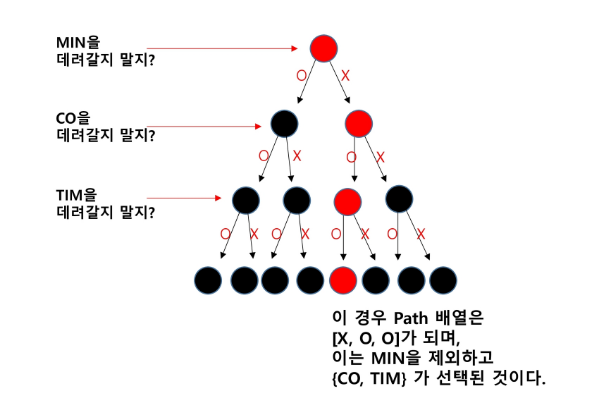 MIN을
데려갈지 말지?
O X
CO을
데려갈지 말지?
O X O X
TIM을
데려갈지 말지?
O X O X O X O X
이 경우 Path 배열은
[X, O, O]가 되며,
이는 MIN을 제외하고
{CO, TIM} 가 선택된 것이다.